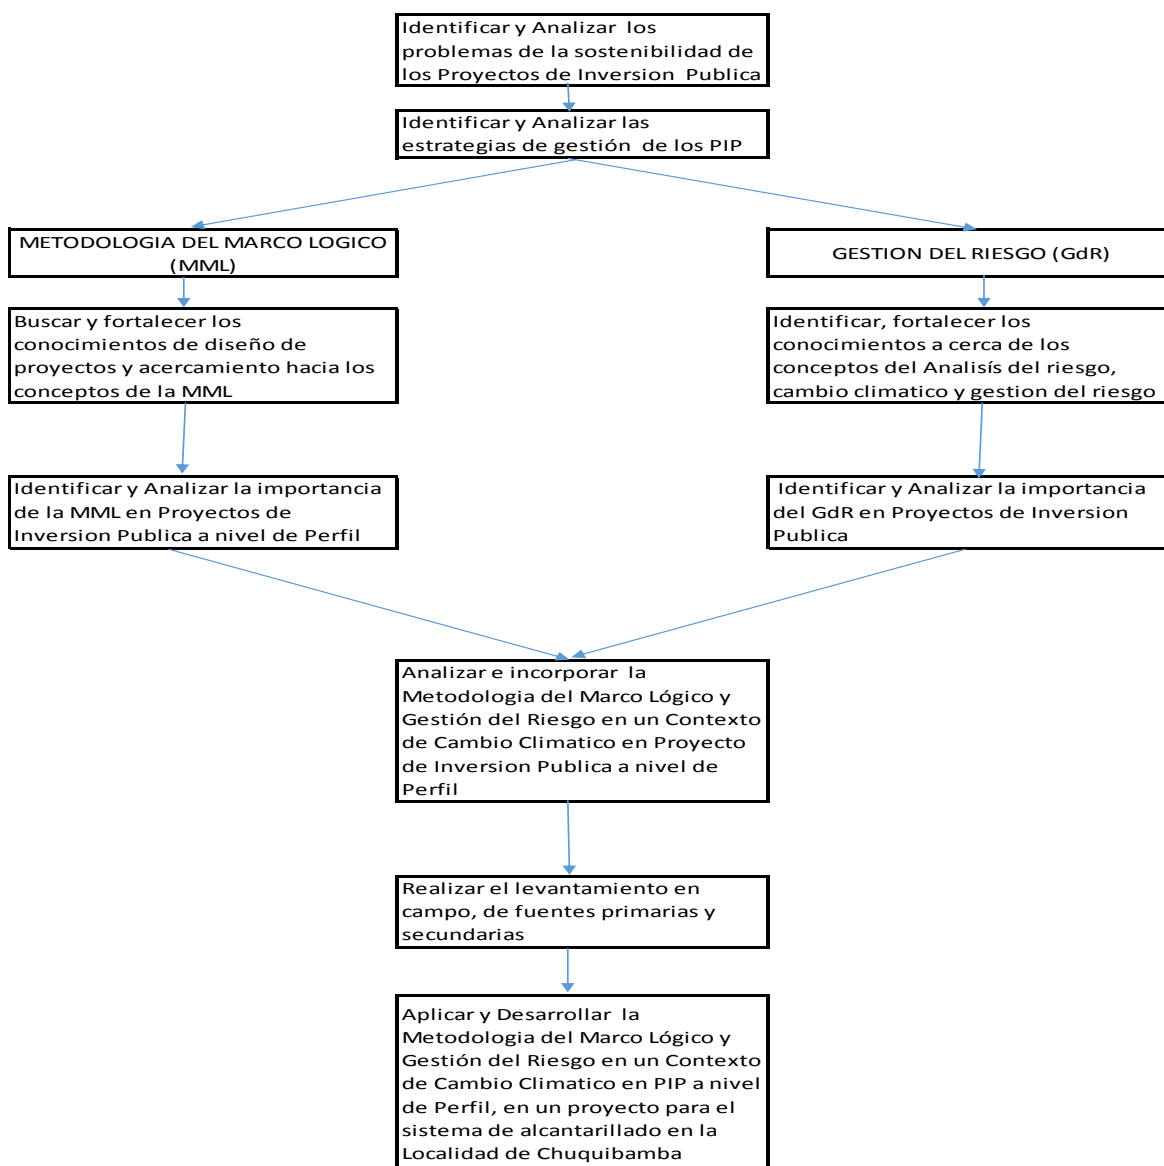 Identificar y Analizar los
problemas de la sostenibilidad de
los Proyectos de Inversion Publica
Identificar y Analizar las
estrategias de gestión de los PIP
METODOLOGIA DEL MARCO LOGICO
(MML)
GESTION DEL RIESGO (GdR)
Buscar y fortalecer los
conocimientos de diseño de
proyectos y acercamiento hacia los
conceptos de la MML
Identificar, fortalecer los
conocimientos a cerca de los
conceptos del Analisís del riesgo,
cambio climatico y gestion del riesgo
Identificar y Analizar la importancia
de la MML en Proyectos de
Inversion Publica a nivel de Perfil
Identificar y Analizar la importancia
del GdR en Proyectos de Inversion
Publica
Analizar e incorporar la
Metodologia del Marco Lógico y
Gestión del Riesgo en un Contexto
de Cambio Climatico en Proyecto
de Inversion Publica a nivel de
Perfil
Realizar el levantamiento en
campo, de fuentes primarias y
secundarias
Aplicar y Desarrollar la
Metodologia del Marco Lógico y
Gestión del Riesgo en un Contexto
de Cambio Climatico en PIP a nivel
de Perfil, en un proyecto para el
sistema de alcantarillado en la
Localidad de Chuquibamba